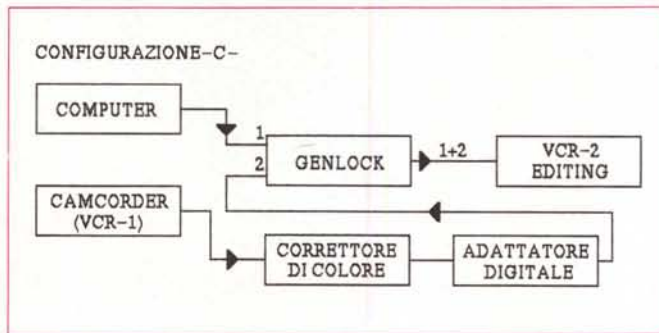 CONFIGURAZIONE-C-
COMPUTER
1
2
GENLOCK
1+2
VCR-2
EDITING
CAMCORDER
(VCR-1)
CORRETTORE
DI COLORE
ADATTATORE
DIGITALE